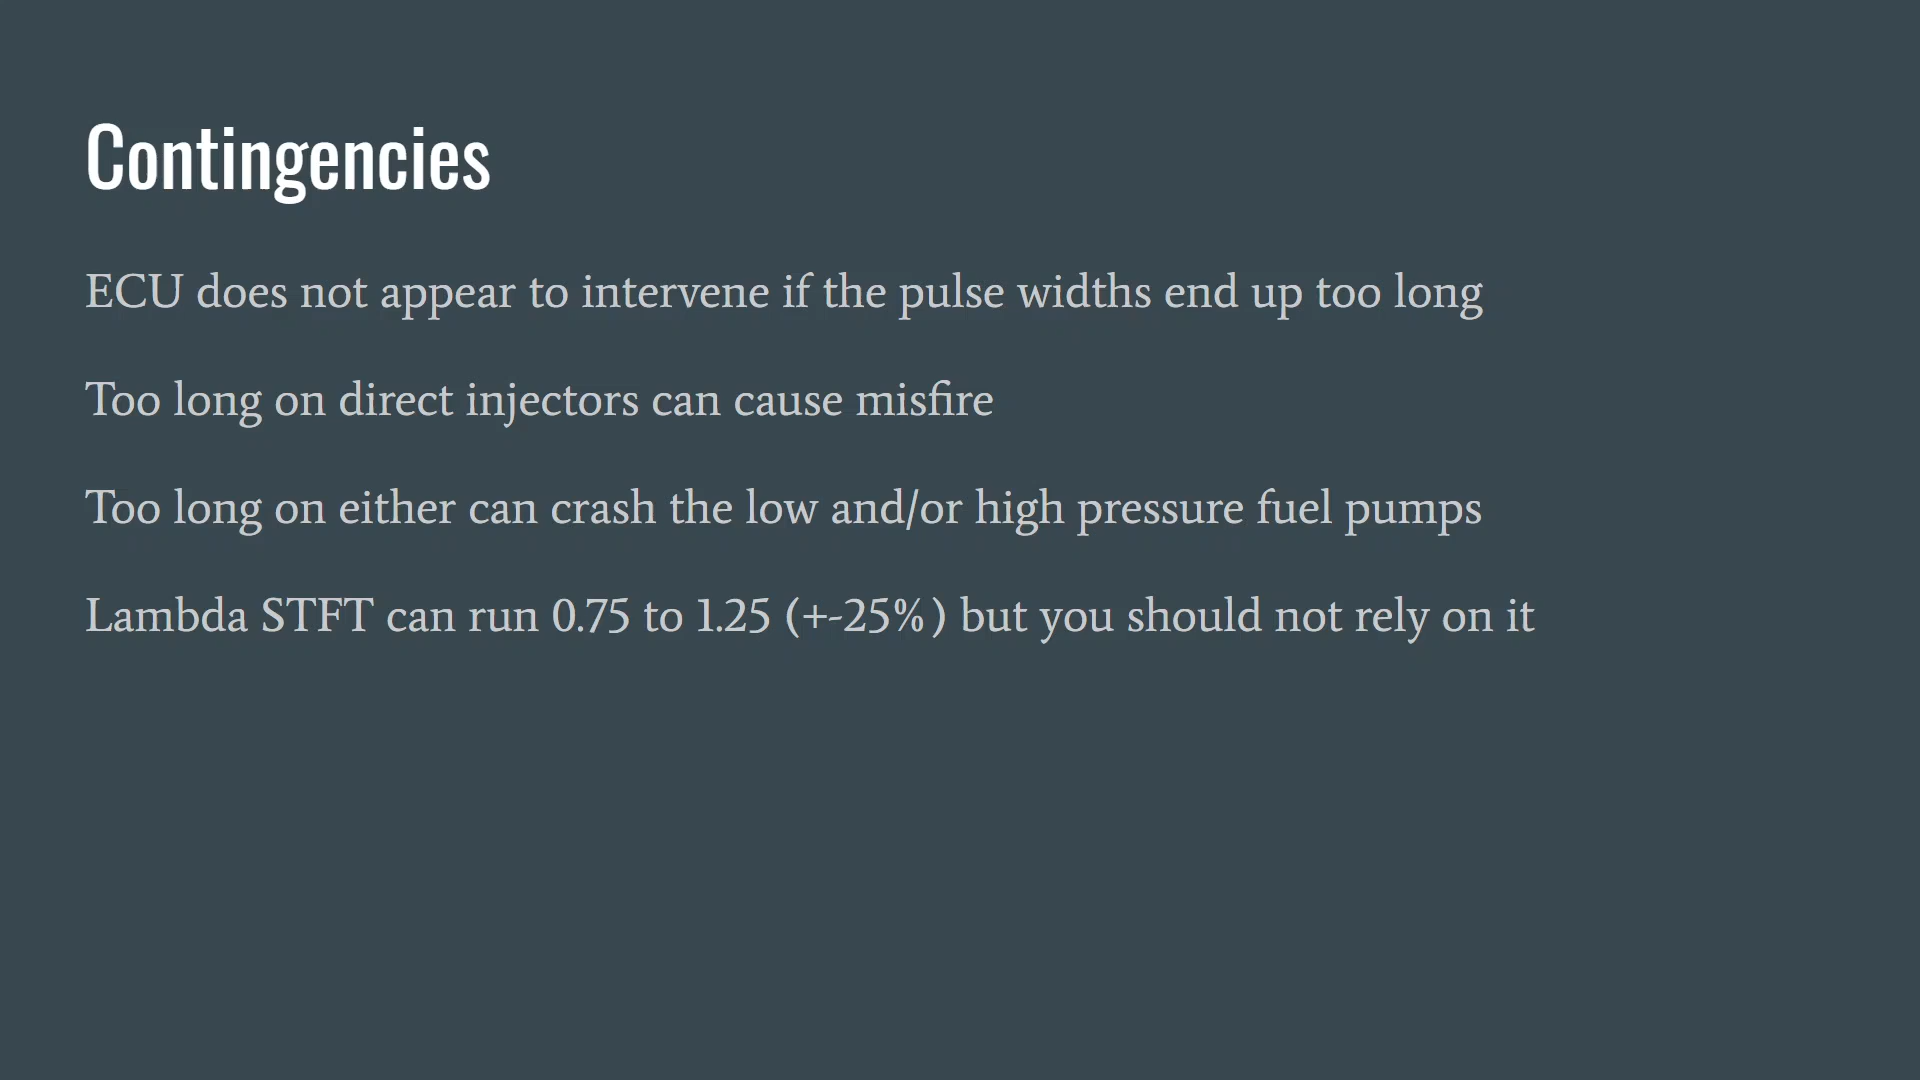 Contingencies
ECU does not appear to intervene if the pulse widths end up too long
Too long on direct injectors can cause misfire
Too long on either can crash the low and/or high pressure fuel pumps
Lambda STFT can run 0.75 to 1.25 (+-25%) but you should not rely on it